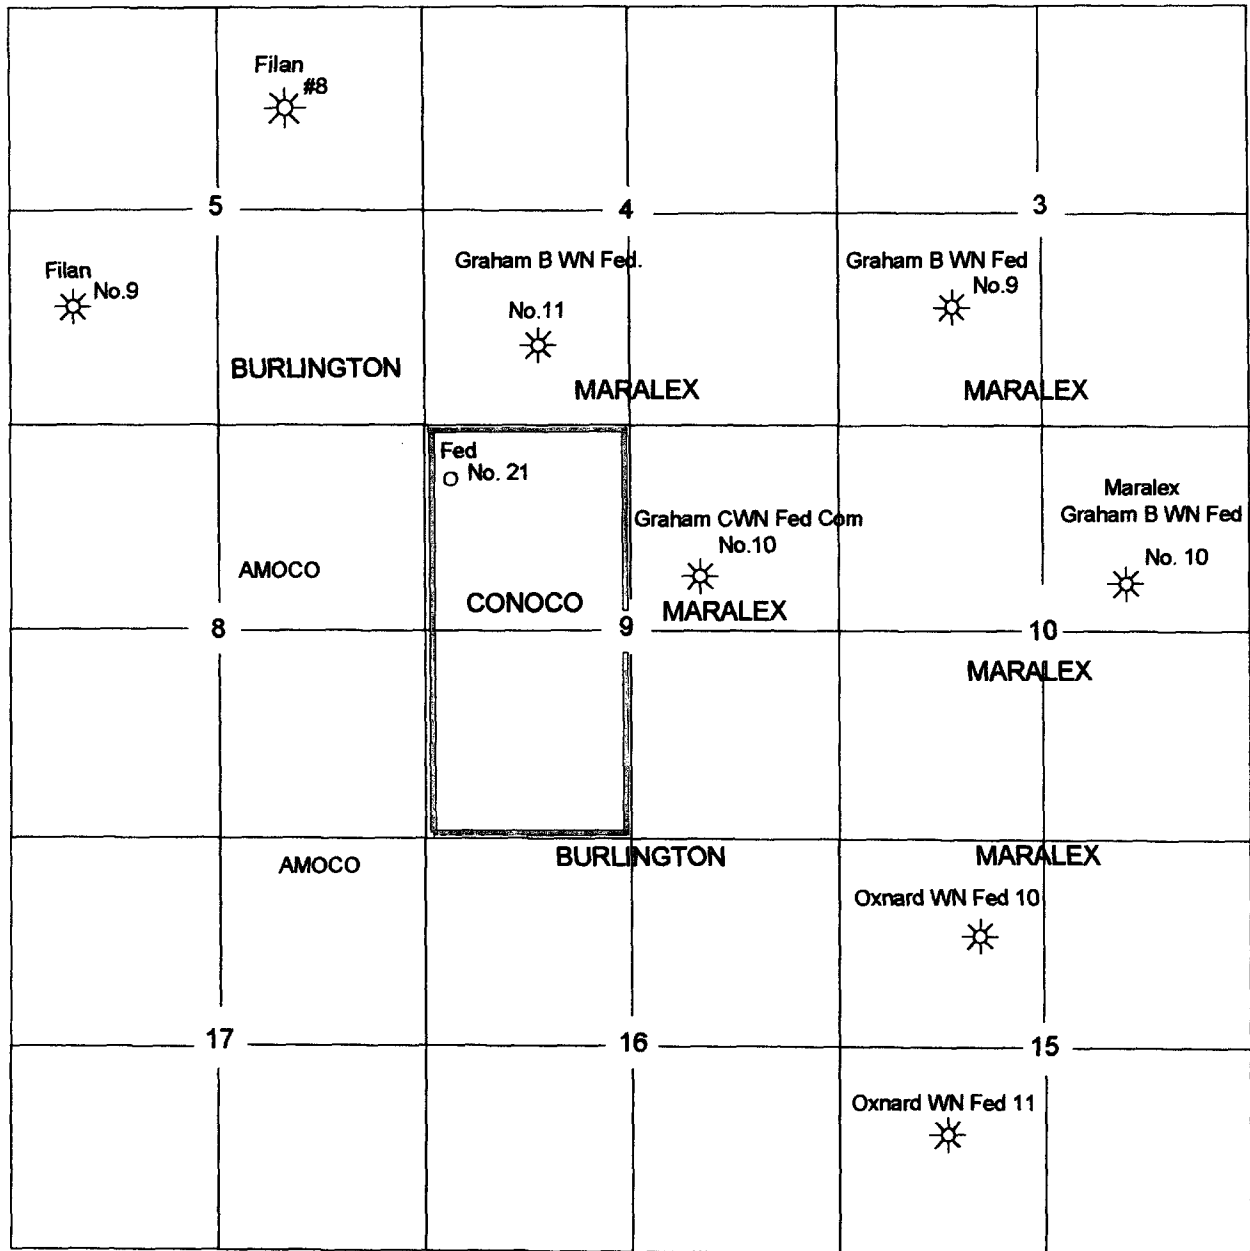 Filan
#8
5
4
3
Filan
No.9
Graham B WN Fed.
No.11
Graham B WN Fed
No.9
BURLINGTON
MARALEX
MARALEX
Fed
No. 21
Graham CWN Fed Com
No.10
Maralex
Graham B WN Fed
No. 10
AMOCO
CONOCO
MARALEX
8
9
10
MARALEX
AMOCO
BURLINGTON
MARALEX
Oxnard WN Fed 10
17
16
15
Oxnard WN Fed 11